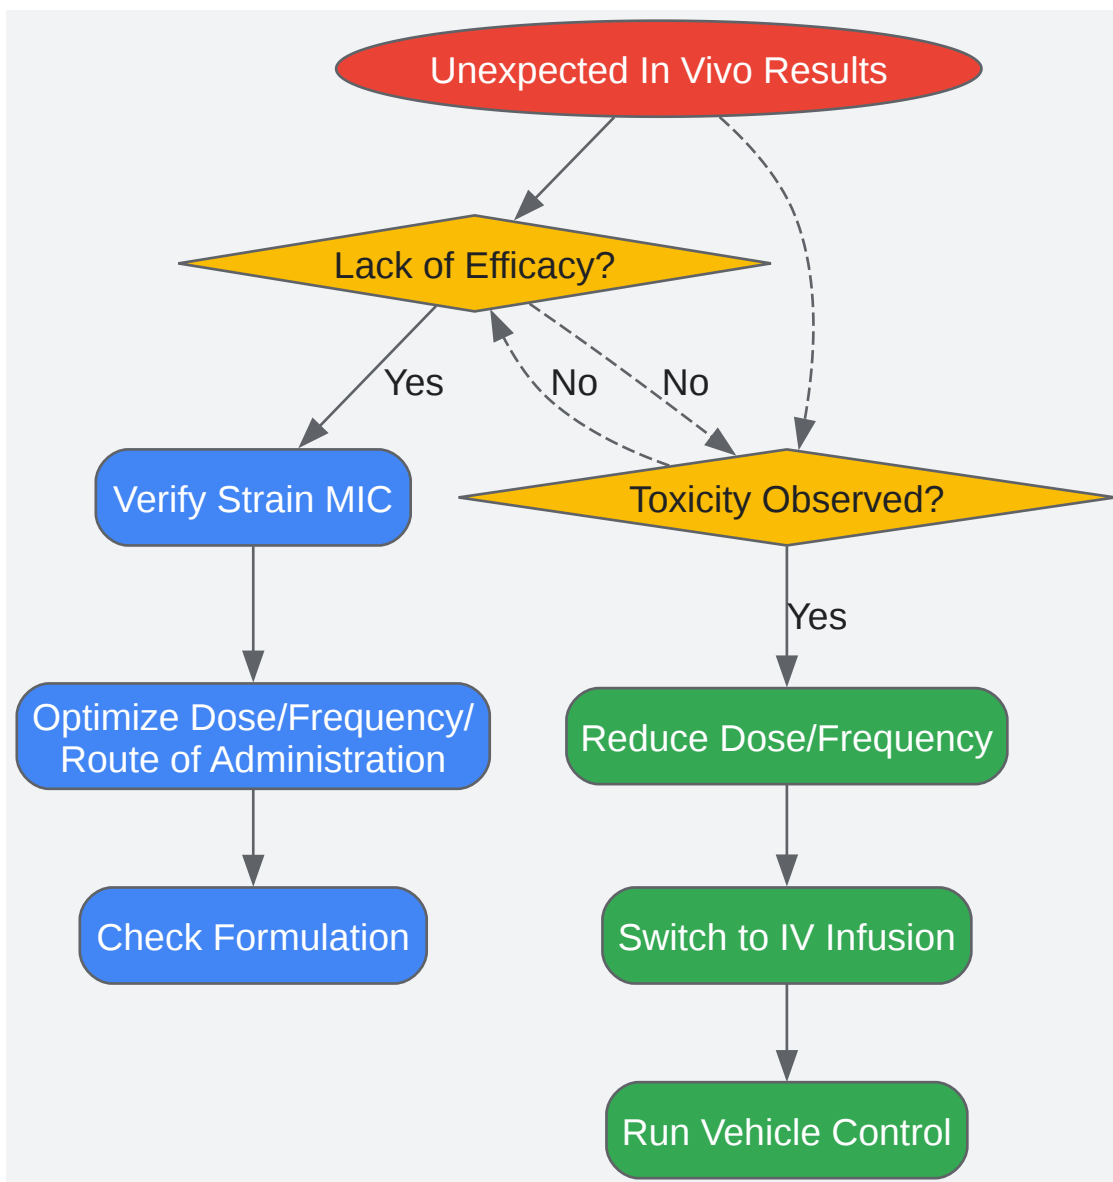 Unexpected In Vivo Results
Lack of Efficacy?
Yes
No
No
Verify Strain MIC
Toxicity Observed?
Yes
Optimize Dose/Frequency/
Route of Administration
Reduce Dose/Frequency
Check Formulation
Switch to IV Infusion
Run Vehicle Control